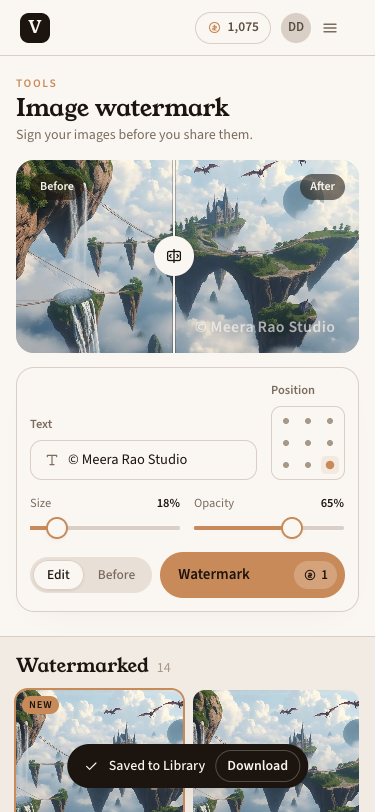 V
1,075
DD
TOOLS
Image watermark
Sign your images before you share them.
Before
After
© Meera Rao Studio
Position
Text
© Meera Rao Studio
Size
18%
Opacity
65%
Edit
Before
Watermark
1
Watermarked 14
NEW
Saved to Library
Download